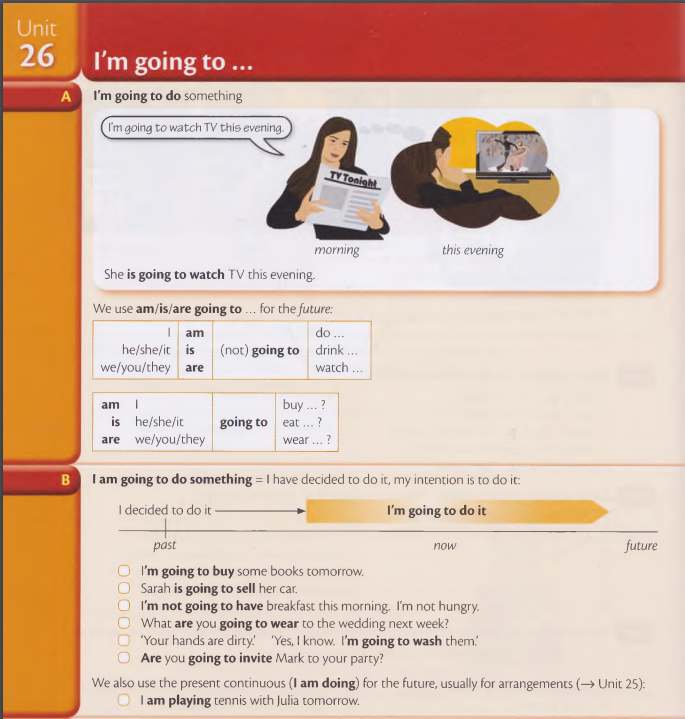 Unit
26
I'm going to ...
A
I'm going to do something
I'm going to watch TV this evening.
TV Tonight
morning
this evening
She is going to watch TV this evening.
We use am/is/are going to ... for the future:
I am (not) going to do ...
he/she/it is drink ...
we/you/they are watch ...
am I going to buy ... ?
is he/she/it eat ... ?
are we/you/they wear ... ?
B
I am going to do something = I have decided to do it, my intention is to do it:
I decided to do it
I'm going to do it
past now future
I'm going to buy some books tomorrow.
Sarah is going to sell her car.
I'm not going to have breakfast this morning. I'm not hungry.
What are you going to wear to the wedding next week?
'Your hands are dirty.' 'Yes, I know. I'm going to wash them.'
Are you going to invite Mark to your party?
We also use the present continuous (I am doing) for the future, usually for arrangements (→ Unit 25):
I am playing tennis with Julia tomorrow.